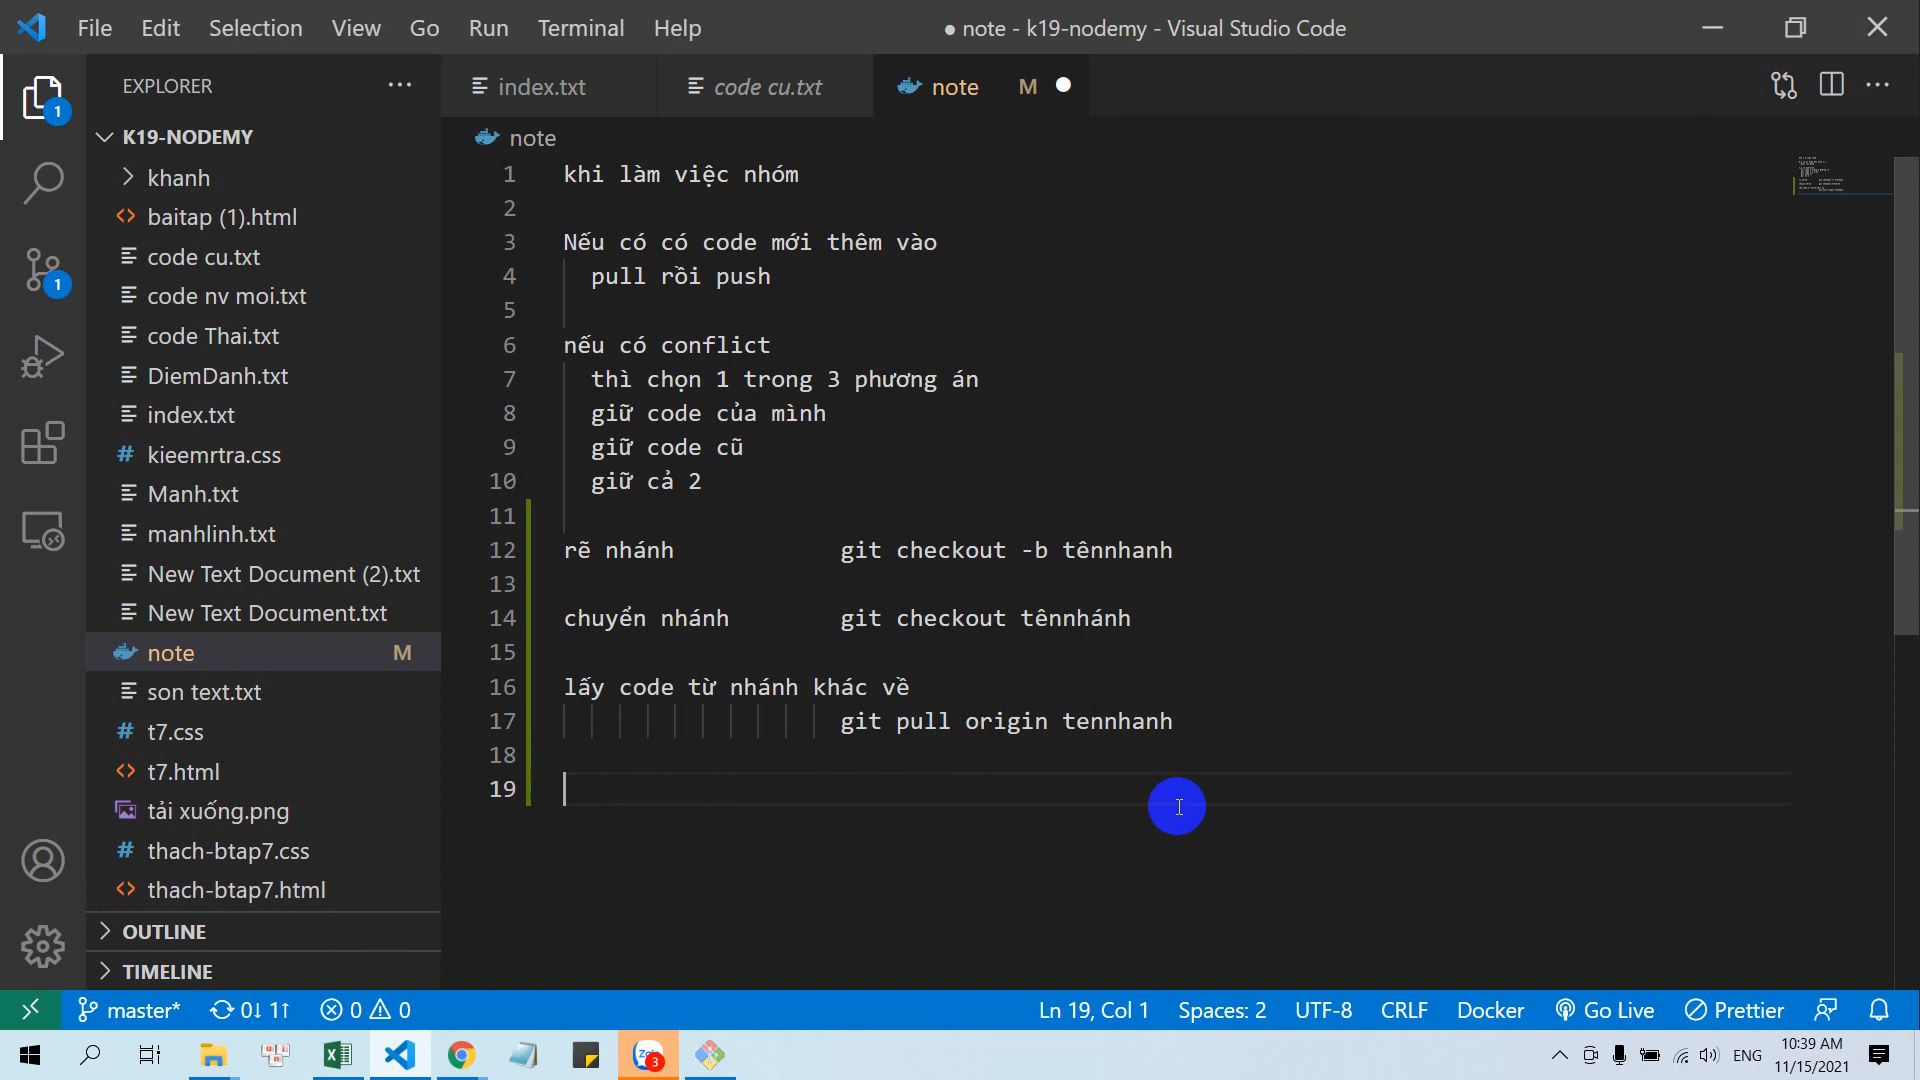 File Edit Selection View Go Run Terminal Help
● note - k19-nodemy - Visual Studio Code
EXPLORER
index.txt
code cu.txt
note M
K19-NODEMY
khanh
baitap (1).html
code cu.txt
code nv moi.txt
code Thai.txt
DiemDanh.txt
index.txt
kieemrtra.css
Manh.txt
manhlinh.txt
New Text Document (2).txt
New Text Document.txt
note M
son text.txt
t7.css
t7.html
tải xuống.png
thach-btap7.css
thach-btap7.html
OUTLINE
TIMELINE
1
1
note
1 khi làm việc nhóm
2
3 Nếu có có code mới thêm vào
4 pull rồi push
5
6 nếu có conflict
7 thì chọn 1 trong 3 phương án
8 giữ code của mình
9 giữ code cũ
10 giữ cả 2
11
12 rẽ nhánh git checkout -b tênnhanh
13
14 chuyển nhánh git checkout tênnhánh
15
16 lấy code từ nhánh khác về
17 git pull origin tennhanh
18
19
master* 0↓ 1↑ 0 0
Ln 19, Col 1 Spaces: 2 UTF-8 CRLF Docker Go Live Prettier
Zalo 3
ENG
10:39 AM
11/15/2021